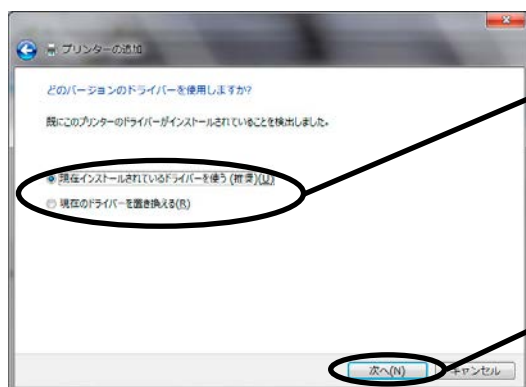 プリンターの追加
どのバージョンのドライバーを使用しますか?
既にこのプリンターのドライバーがインストールされていることを検出しました。
現在インストールされているドライバーを使う (推奨)(U)
現在のドライバーを置き換える(R)
次へ(N)
キャンセル